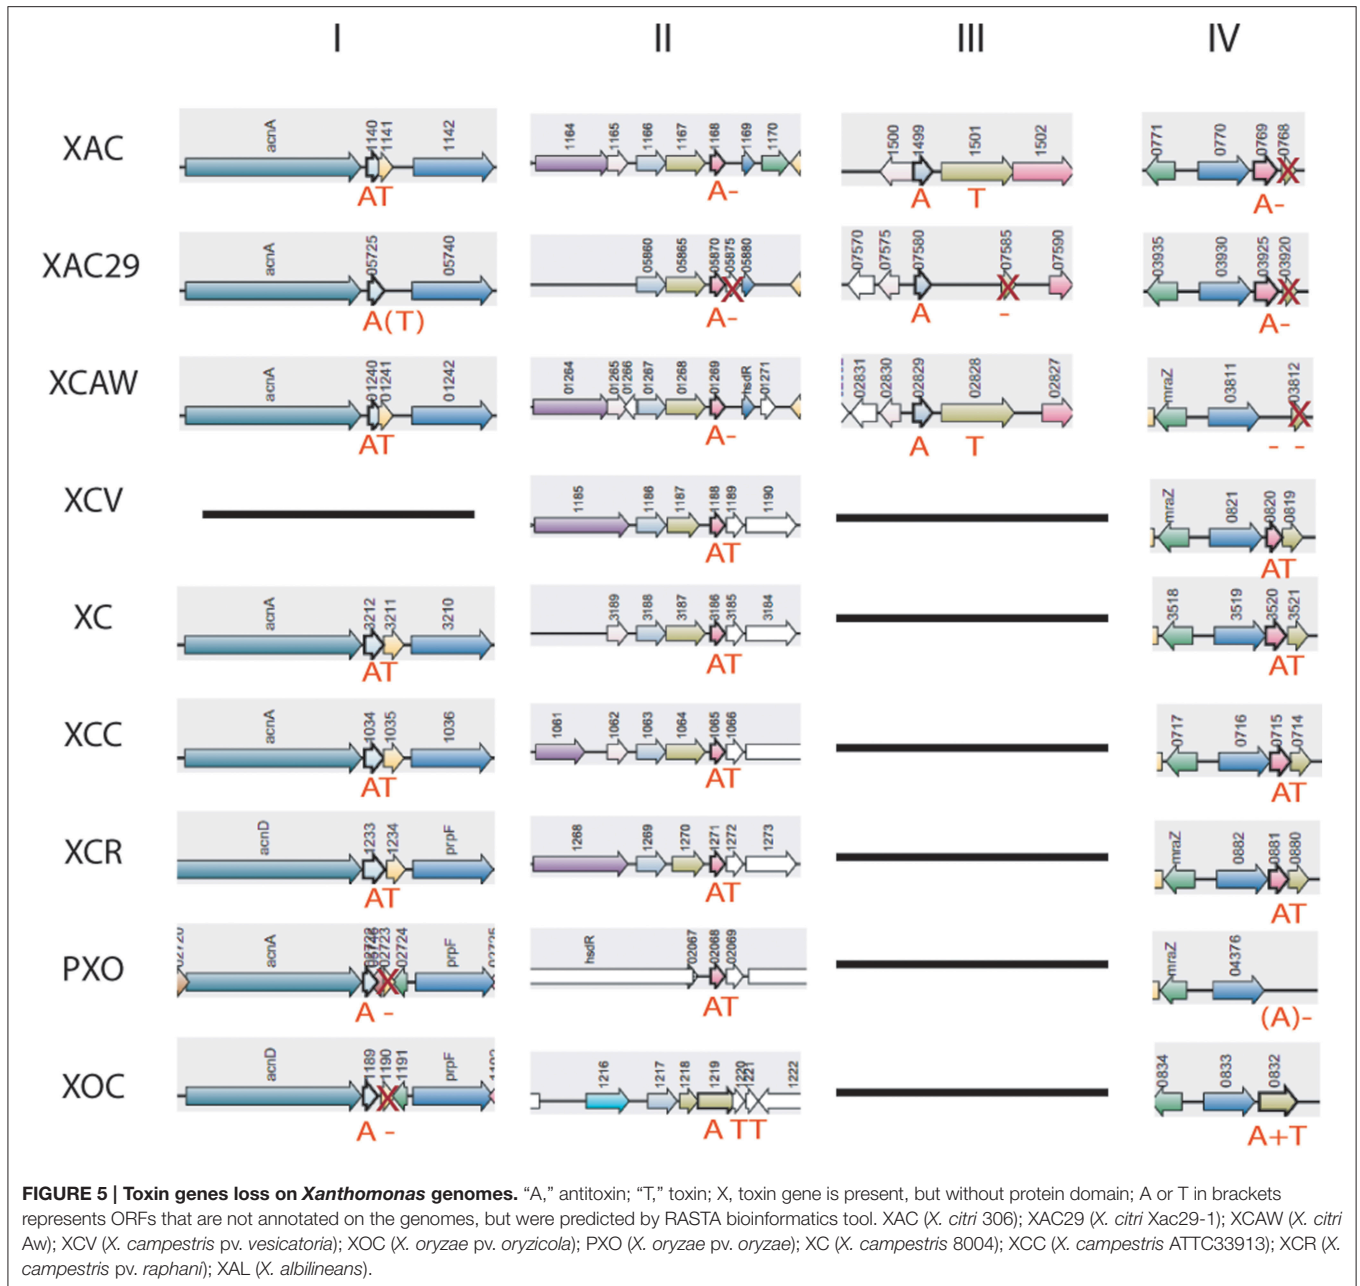 I II III IV
XAC
acnA 1140 1141 1142
AT
1164 1165 1166 1167 1168 1169 1170
A-
1500 1499 1501 1502
A T
0771 0770 0769 0768
A-
XAC29
acnA 05725 05740
A(T)
05860 05865 05870 05875 05880
A-
07570 07575 07580 07585 07590
A -
03935 03930 03925 03920
A-
XCAW
acnA 01240 01241 01242
AT
01264 01265 01266 01267 01268 01269 hsdR 01271
A-
02831 02830 02829 02828 02827
A T
mraZ 03811 03812
- -
XCV
1185 1186 1187 1188 1189 1190
AT
mraZ 0821 0820 0819
AT
XC
acnA 3212 3211 3210
AT
3189 3188 3187 3186 3185 3184
AT
3518 3519 3520 3521
AT
XCC
acnA 1034 1035 1036
AT
1061 1062 1063 1064 1065 1066
AT
0717 0716 0715 0714
AT
XCR
acnD 1233 1234 prpF
AT
1268 1269 1270 1271 1272 1273
AT
mraZ 0882 0881 0880
AT
PXO
acnA 02723 02724 prpF
A -
hsdR 02067 02068 02069
AT
mraZ 04376
(A)-
XOC
acnD 1189 1190 1191 prpF
A -
1216 1217 1218 1219 1220 1221 1222
A TT
0834 0833 0832
A+T
FIGURE 5 | Toxin genes loss on Xanthomonas genomes. “A,” antitoxin; “T,” toxin; X, toxin gene is present, but without protein domain; A or T in brackets
represents ORFs that are not annotated on the genomes, but were predicted by RASTA bioinformatics tool. XAC (X. citri 306); XAC29 (X. citri Xac29-1); XCAW (X. citri
Aw); XCV (X. campestris pv. vesicatoria); XOC (X. oryzae pv. oryzicola); PXO (X. oryzae pv. oryzae); XC (X. campestris 8004); XCC (X. campestris ATTC33913); XCR (X.
campestris pv. raphani); XAL (X. albilineans).